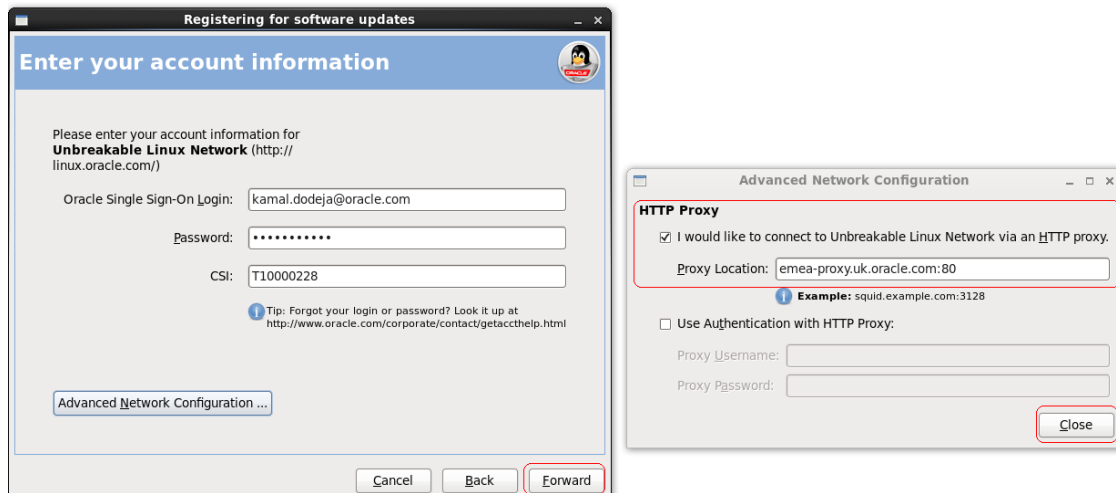 Registering for software updates
Enter your account information
ORACLE
Please enter your account information for
Unbreakable Linux Network (http://
linux.oracle.com/)
Oracle Single Sign-On Login: kamal.dodeja@oracle.com
Password: •••••••••••
CSI: T10000228
Tip: Forgot your login or password? Look it up at
http://www.oracle.com/corporate/contact/getaccthelp.html
Advanced Network Configuration ...
Cancel Back Forward
Advanced Network Configuration
HTTP Proxy
I would like to connect to Unbreakable Linux Network via an HTTP proxy.
Proxy Location: emea-proxy.uk.oracle.com:80
Example: squid.example.com:3128
Use Authentication with HTTP Proxy:
Proxy Username:
Proxy Password:
Close